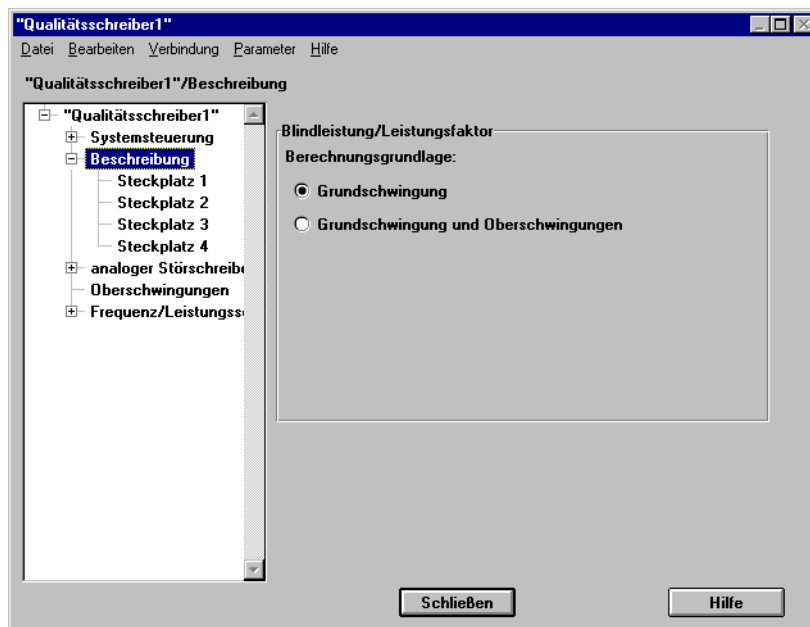 "Qualitätsschreiber1"
Datei Bearbeiten Verbindung Parameter Hilfe
"Qualitätsschreiber1"/Beschreibung
"Qualitätsschreiber1"
Systemsteuerung
Beschreibung
Steckplatz 1
Steckplatz 2
Steckplatz 3
Steckplatz 4
analoger Störschreibe
Oberschwingungen
Frequenz/Leistungss
Blindleistung/Leistungsfaktor
Berechnungsgrundlage:
Grundschwingung
Grundschwingung und Oberschwingungen
Schließen
Hilfe